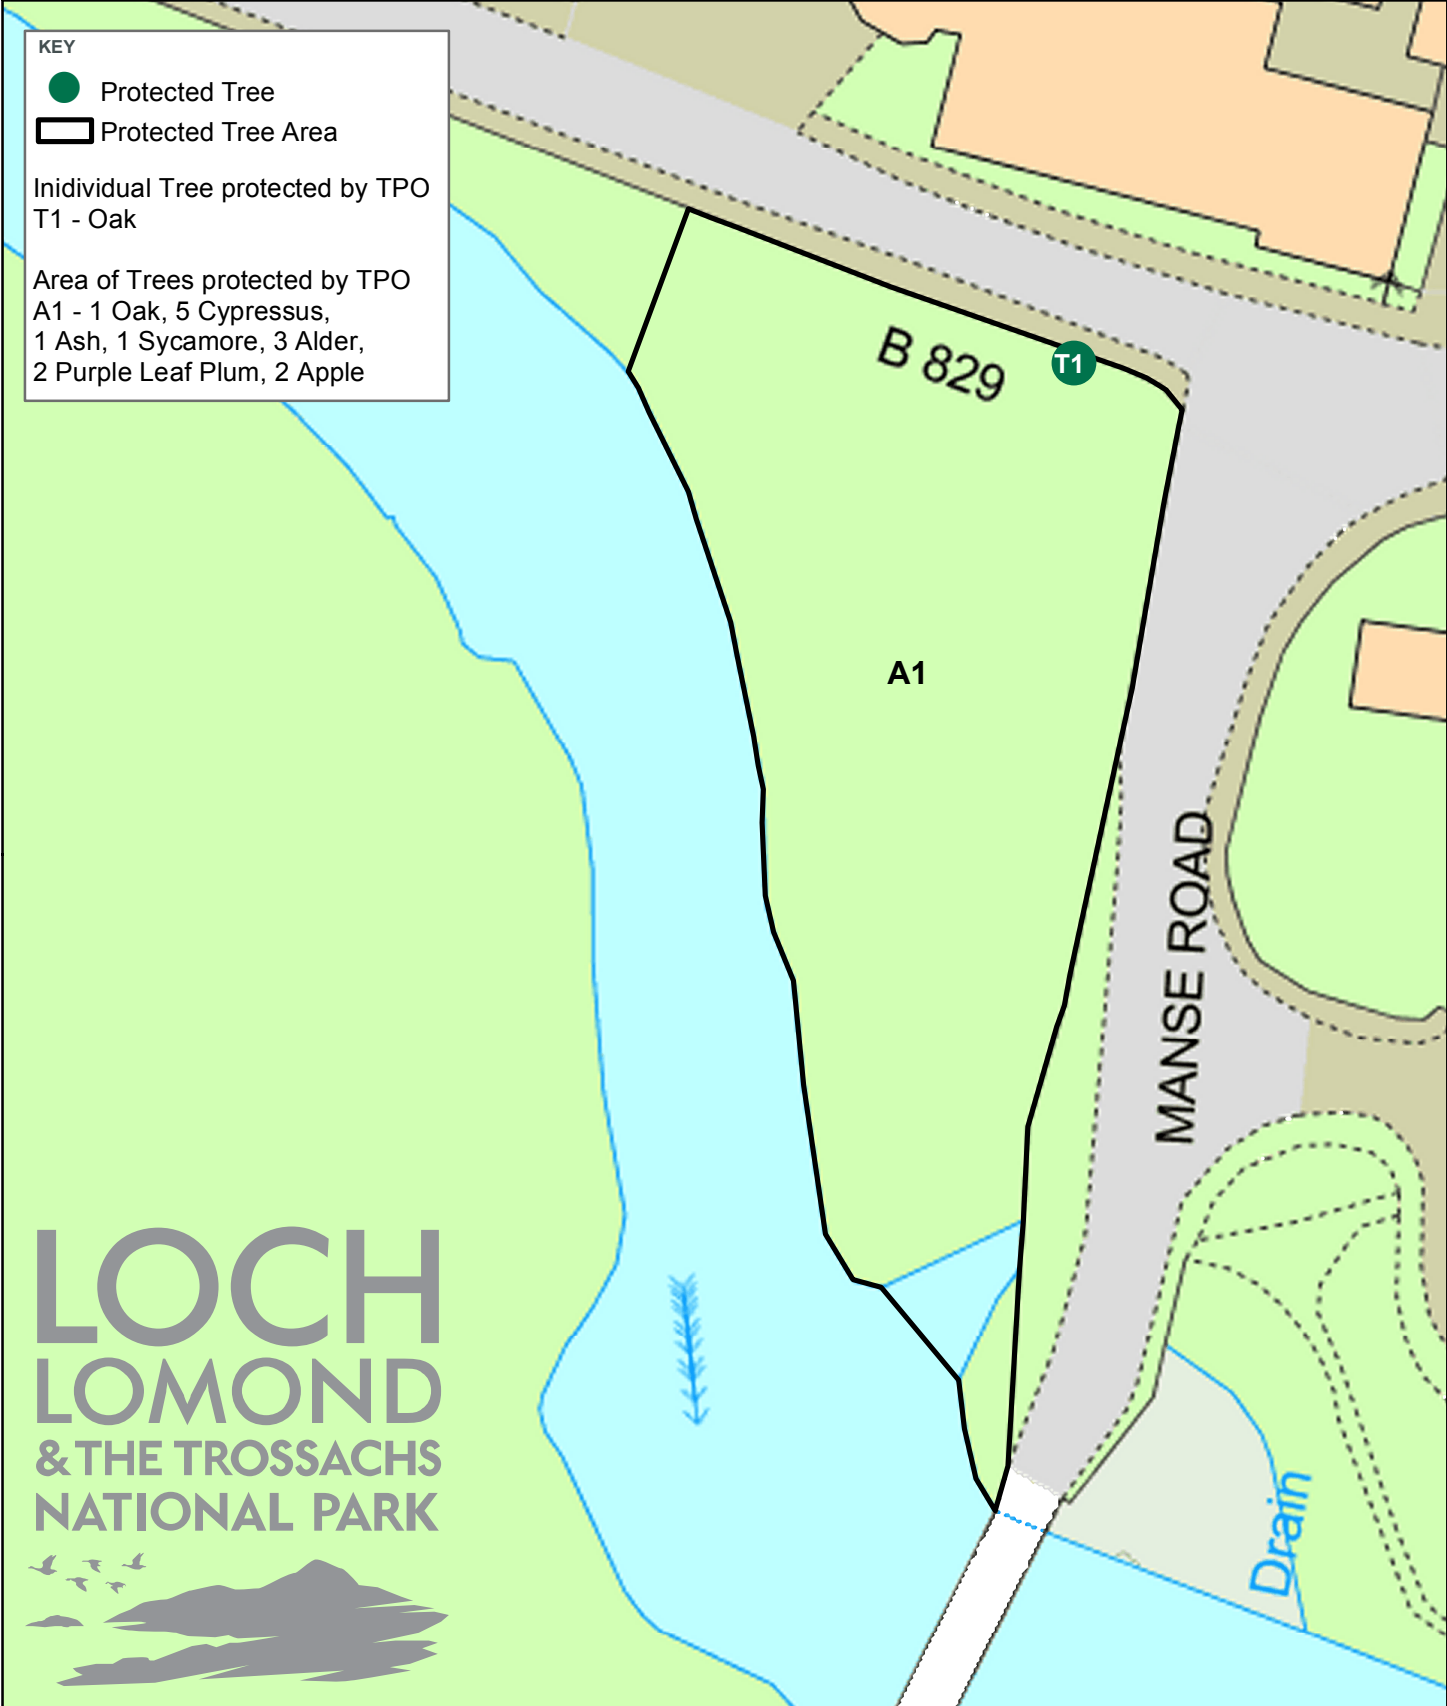 KEY
Protected Tree
Protected Tree Area
Inidividual Tree protected by TPO
T1 - Oak
Area of Trees protected by TPO
A1 - 1 Oak, 5 Cypressus,
1 Ash, 1 Sycamore, 3 Alder,
2 Purple Leaf Plum, 2 Apple
B 829
T1
A1
MANSE ROAD
Drain
LOCH
LOMOND
& THE TROSSACHS
NATIONAL PARK